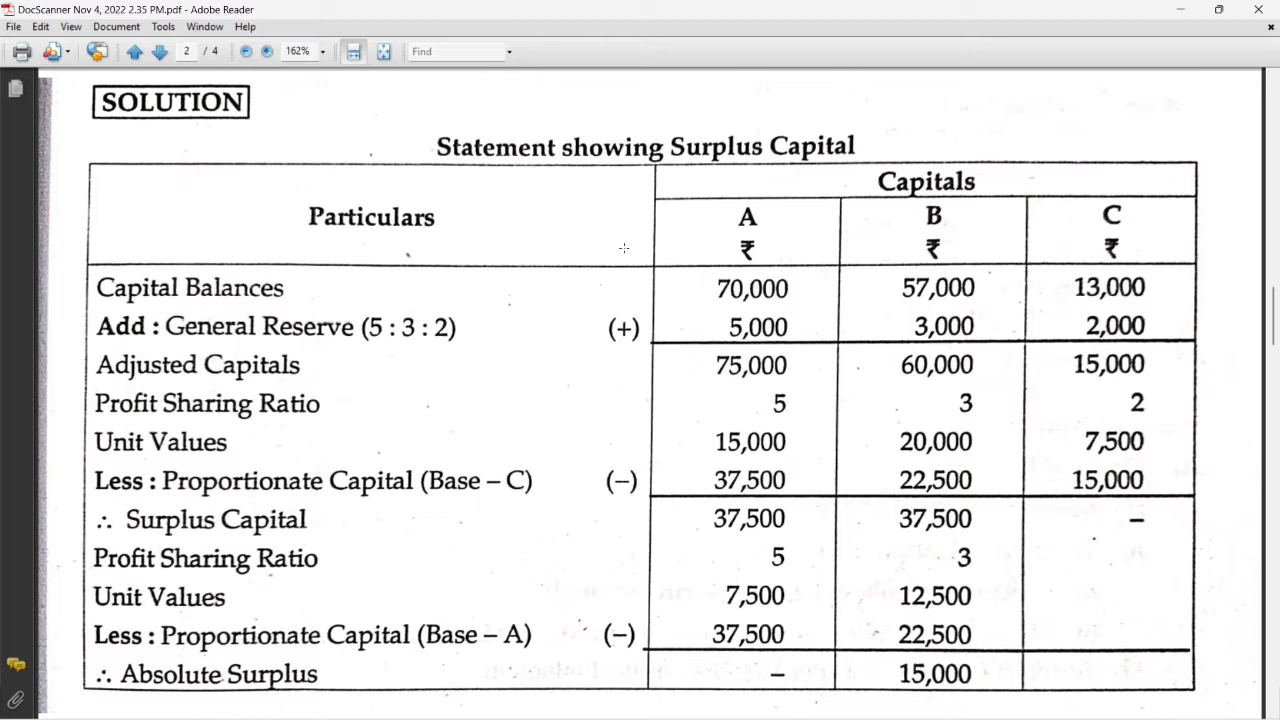 DocScanner Nov 4, 2022 2.35 PM.pdf - Adobe Reader
File Edit View Document Tools Window Help
2 / 4 162% Find
SOLUTION
Statement showing Surplus Capital
Particulars Capitals
A B C
₹ ₹ ₹
Capital Balances 70,000 57,000 13,000
Add : General Reserve (5 : 3 : 2) (+) 5,000 3,000 2,000
Adjusted Capitals 75,000 60,000 15,000
Profit Sharing Ratio 5 3 2
Unit Values 15,000 20,000 7,500
Less : Proportionate Capital (Base – C) (–) 37,500 22,500 15,000
∴ Surplus Capital 37,500 37,500 –
Profit Sharing Ratio 5 3
Unit Values 7,500 12,500
Less : Proportionate Capital (Base – A) (–) 37,500 22,500
∴ Absolute Surplus – 15,000